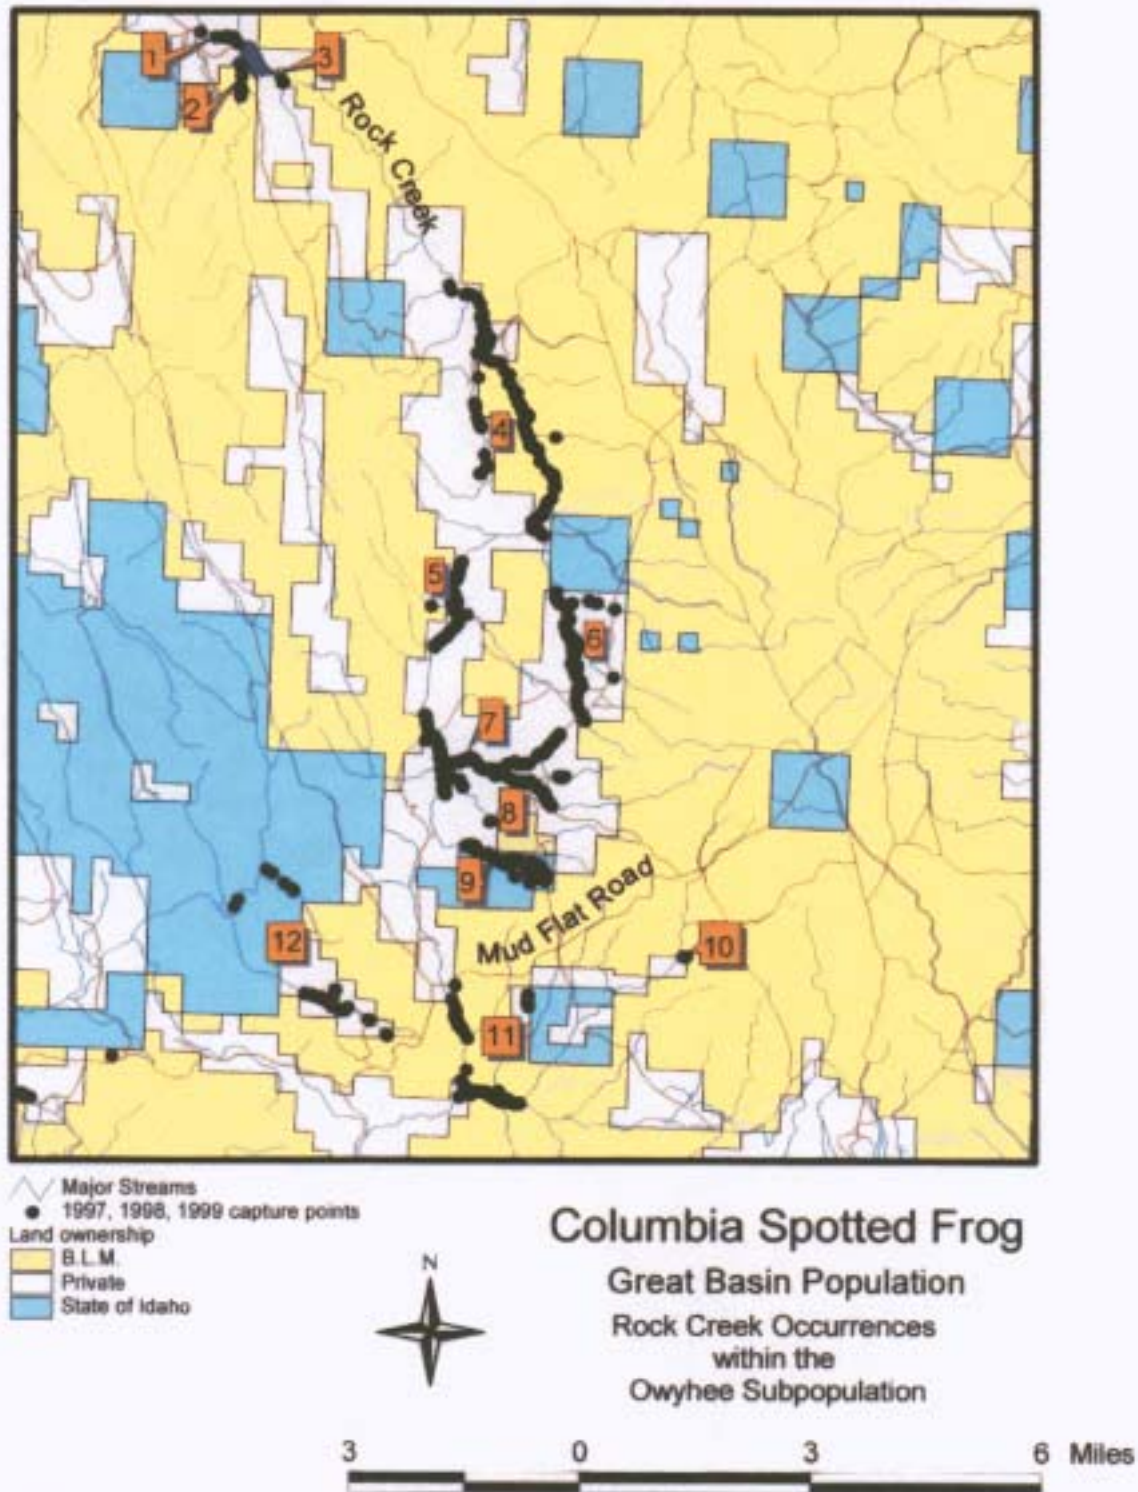 1
3
2
Rock Creek
4
5
6
7
8
9
Mud Flat Road
10
12
11
Major Streams
1997, 1998, 1999 capture points
Land ownership
B.L.M.
Private
State of Idaho
N
Columbia Spotted Frog
Great Basin Population
Rock Creek Occurrences
within the
Owyhee Subpopulation
3 0 3 6 Miles